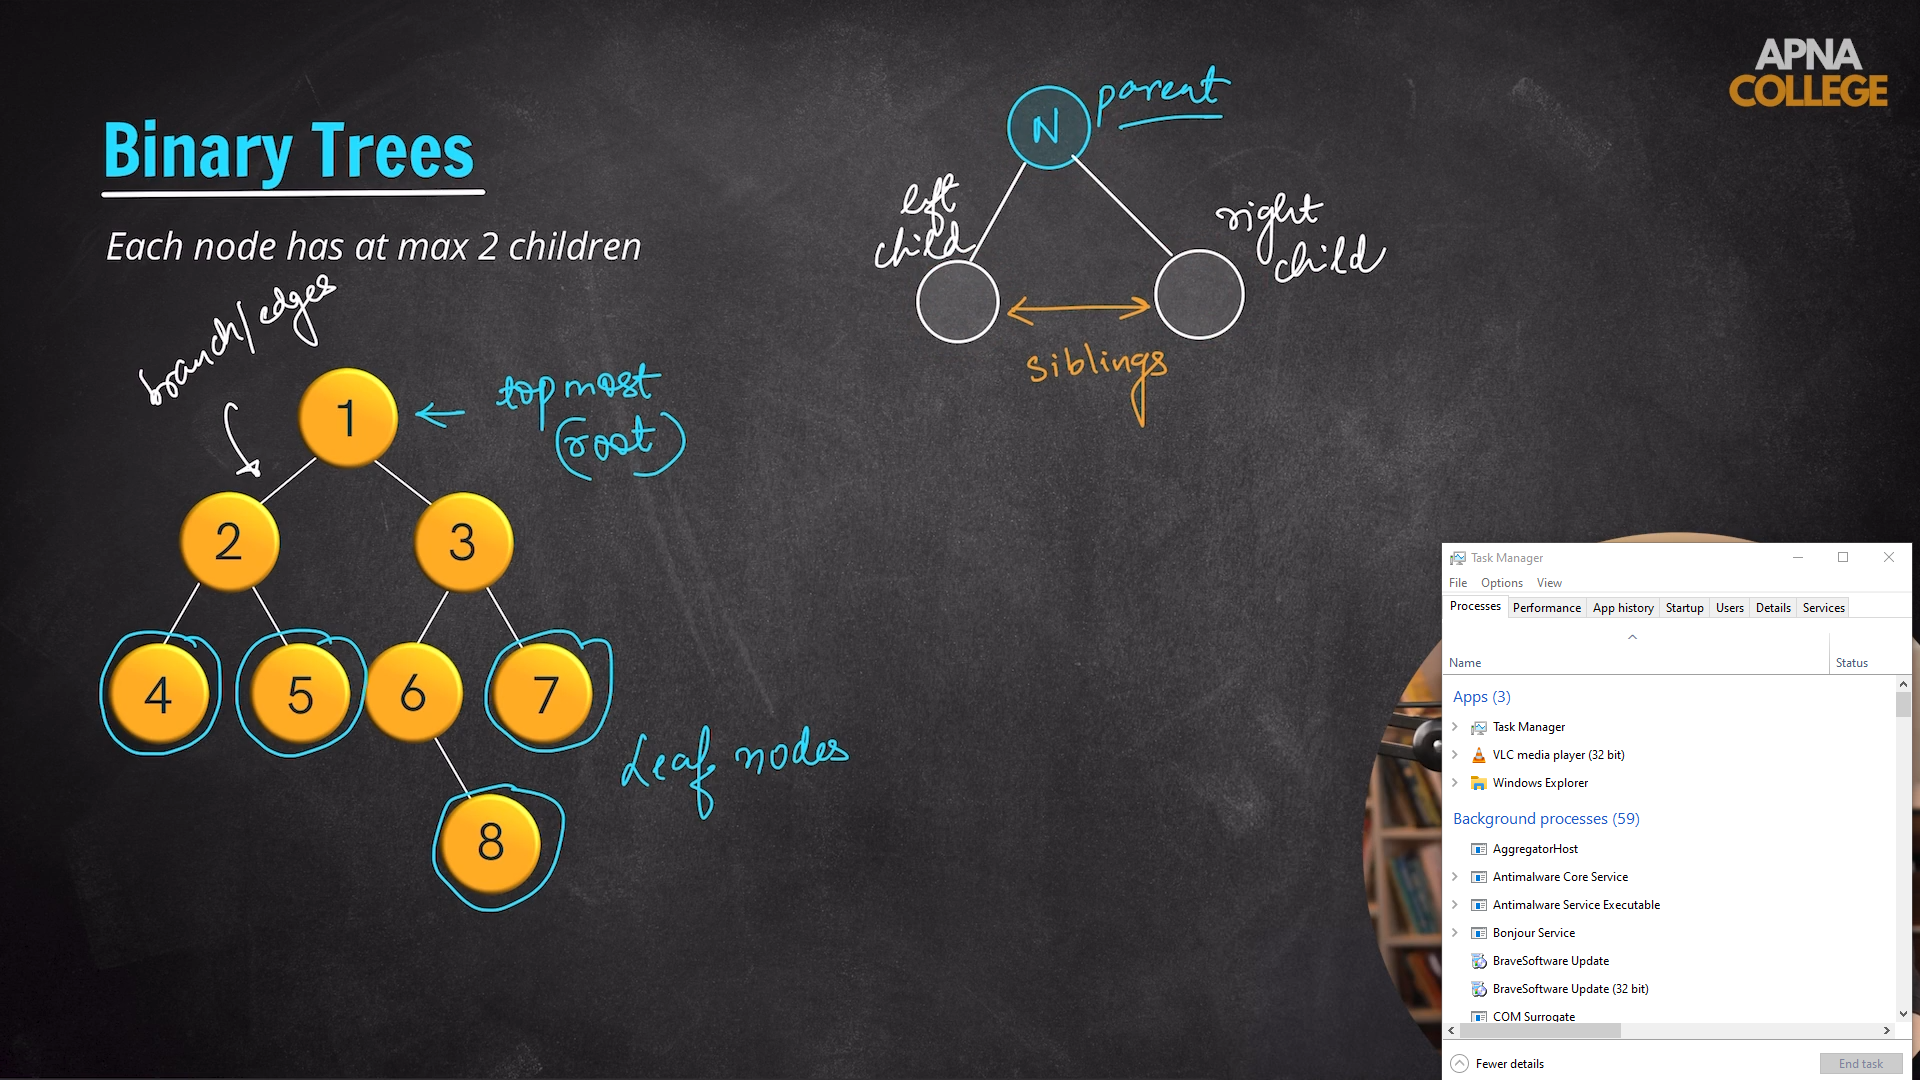 APNA
COLLEGE
Binary Trees
Each node has at max 2 children
branch/edges
1
top most
(root)
2
3
4
5
6
7
8
Leaf nodes
N
parent
left
child
right
child
siblings
Task Manager
File Options View
Processes Performance App history Startup Users Details Services
Name Status
Apps (3)
Task Manager
VLC media player (32 bit)
Windows Explorer
Background processes (59)
AggregatorHost
Antimalware Core Service
Antimalware Service Executable
Bonjour Service
BraveSoftware Update
BraveSoftware Update (32 bit)
COM Surrogate
Fewer details
End task